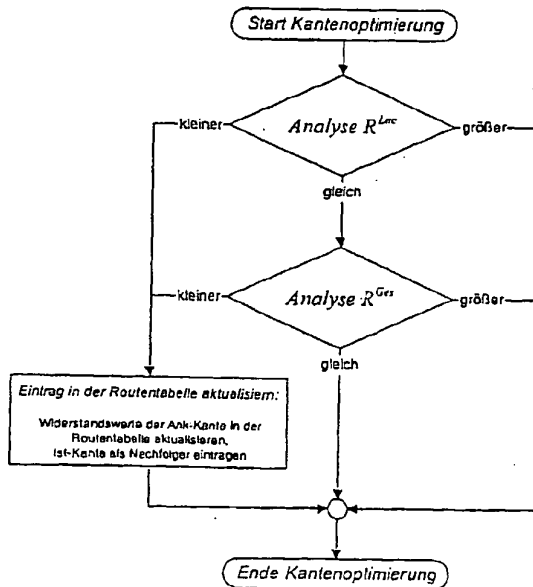 Start Kantenoptimierung
kleiner
Analyse R^Luc
größer
gleich
kleiner
Analyse R^Ges
größer
gleich
Eintrag in der Routentabelle aktualisiern:
Widerstandswerte der Ank-Kante in der
Routentabelle aktualisieren,
Ist-Kante als Nachfolger eintragen
Ende Kantenoptimierung